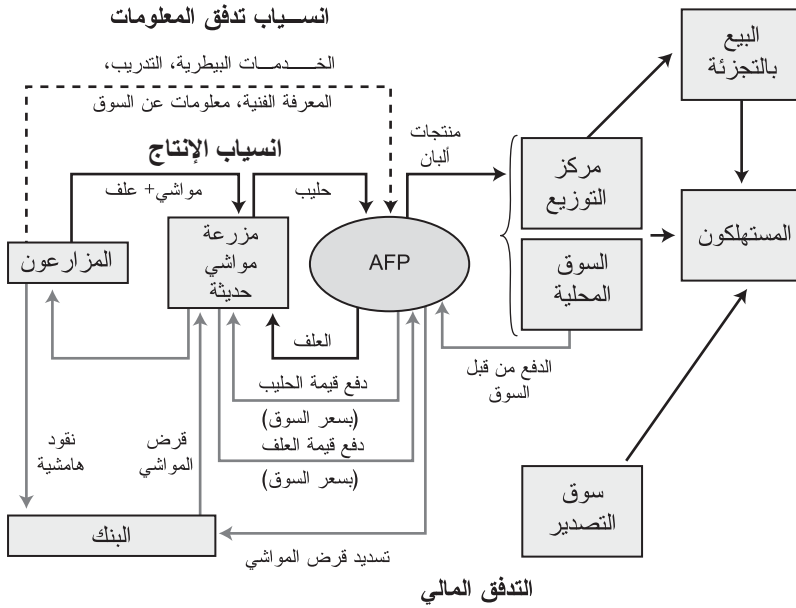 انســياب تدفق المعلومات
الخــــدمـــات البيطرية، التدريب،
المعرفة الفنية، معلومات عن السوق
البيع
بالتجزئة
انسياب الإنتاج
منتجات
ألبان
مركز
التوزيع
مواشي+ علف
حليب
المستهلكون
المزارعون
مزرعة
مواشي
حديثة
AFP
السوق
المحلية
العلف
الدفع من قبل
السوق
دفع قيمة الحليب
(بسعر السوق)
دفع قيمة العلف
(بسعر السوق)
نقود
هامشية
قرض
المواشي
سوق
التصدير
البنك
تسديد قرض المواشي
التدفق المالي